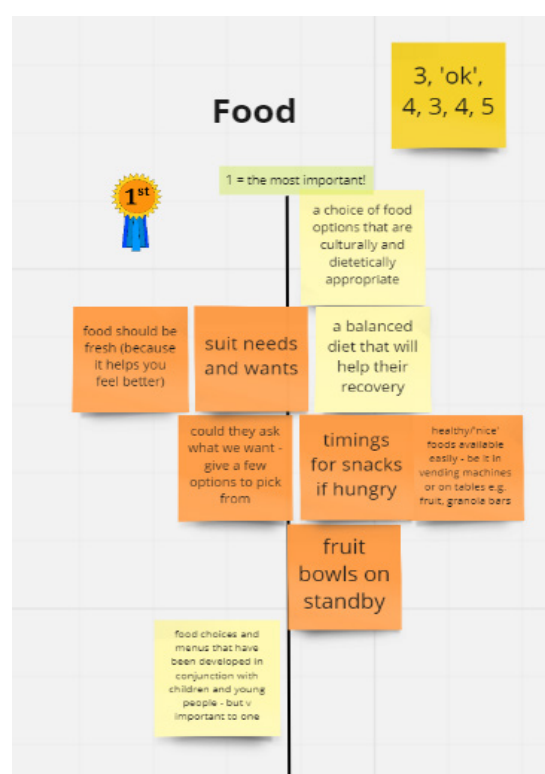 3, 'ok',
4, 3, 4, 5
Food
1 = the most important!
1st
a choice of food
options that are
culturally and
dietetically
appropriate
food should be
fresh (because
it helps you
feel better)
suit needs
and wants
a balanced
diet that will
help their
recovery
could they ask
what we want -
give a few
options to pick
from
timings
for snacks
if hungry
healthy/'nice'
foods available
easily - be it in
vending machines
or on tables e.g.
fruit, granola bars
fruit
bowls on
standby
food choices and
menus that have
been developed in
conjunction with
children and young
people - but v
important to one